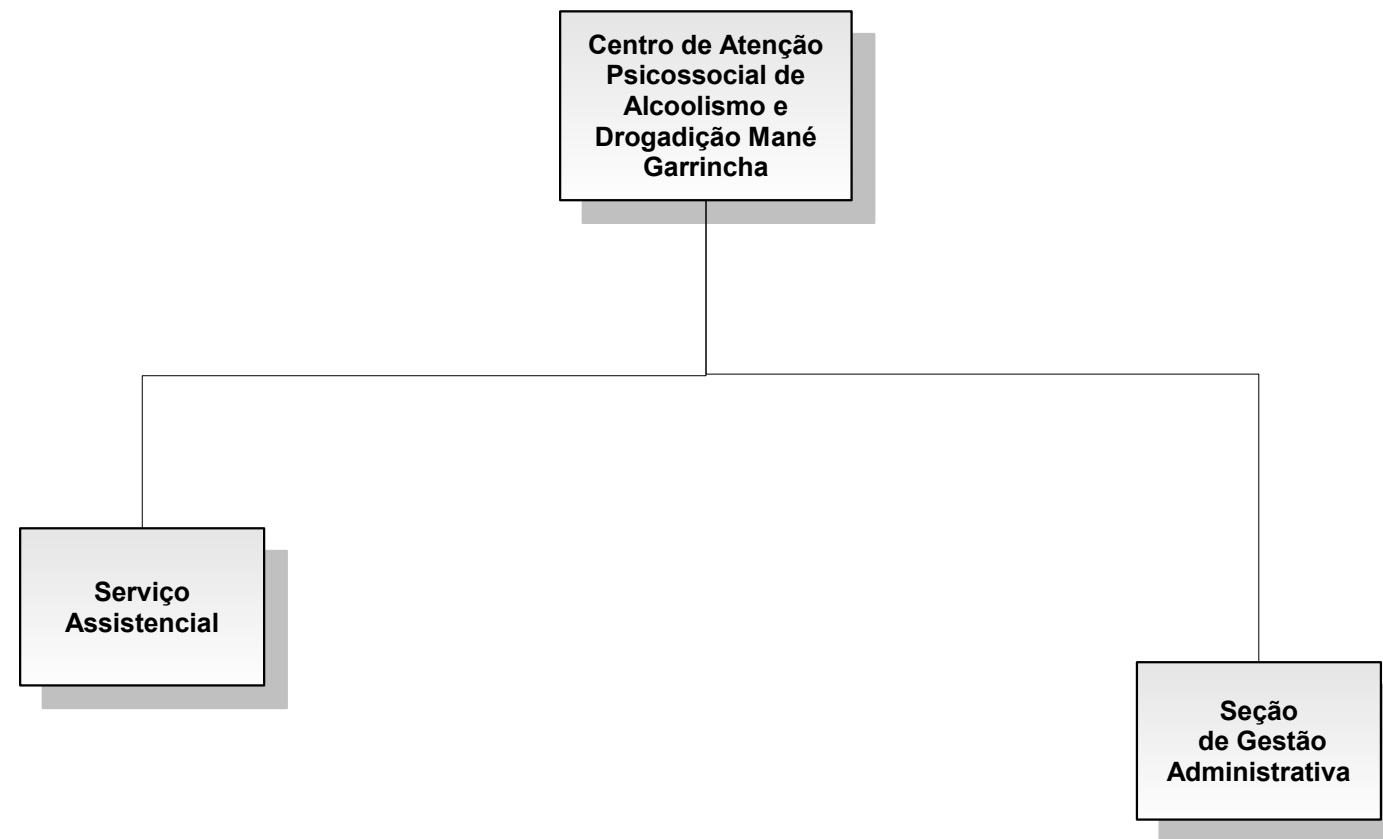 Centro de Atenção
Psicossocial de
Alcoolismo e
Drogadição Mané
Garrincha
Serviço
Assistencial
Seção
de Gestão
Administrativa